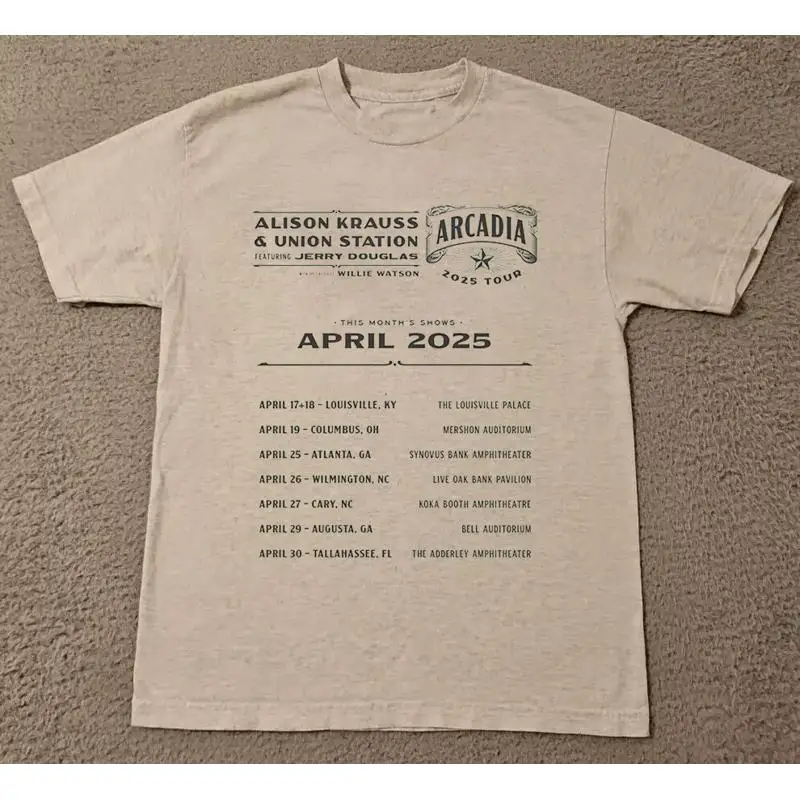 ALISON KRAUSS
& UNION STATION
FEATURING JERRY DOUGLAS
WILLIE WATSON
ARCADIA
2025 TOUR
· THIS MONTH'S SHOWS ·
APRIL 2025
APRIL 17+18 – LOUISVILLE, KY THE LOUISVILLE PALACE
APRIL 19 – COLUMBUS, OH MERSHON AUDITORIUM
APRIL 25 – ATLANTA, GA SYNOVUS BANK AMPHITHEATER
APRIL 26 – WILMINGTON, NC LIVE OAK BANK PAVILION
APRIL 27 – CARY, NC KOKA BOOTH AMPHITHEATRE
APRIL 29 – AUGUSTA, GA BELL AUDITORIUM
APRIL 30 – TALLAHASSEE, FL THE ADDERLEY AMPHITHEATER